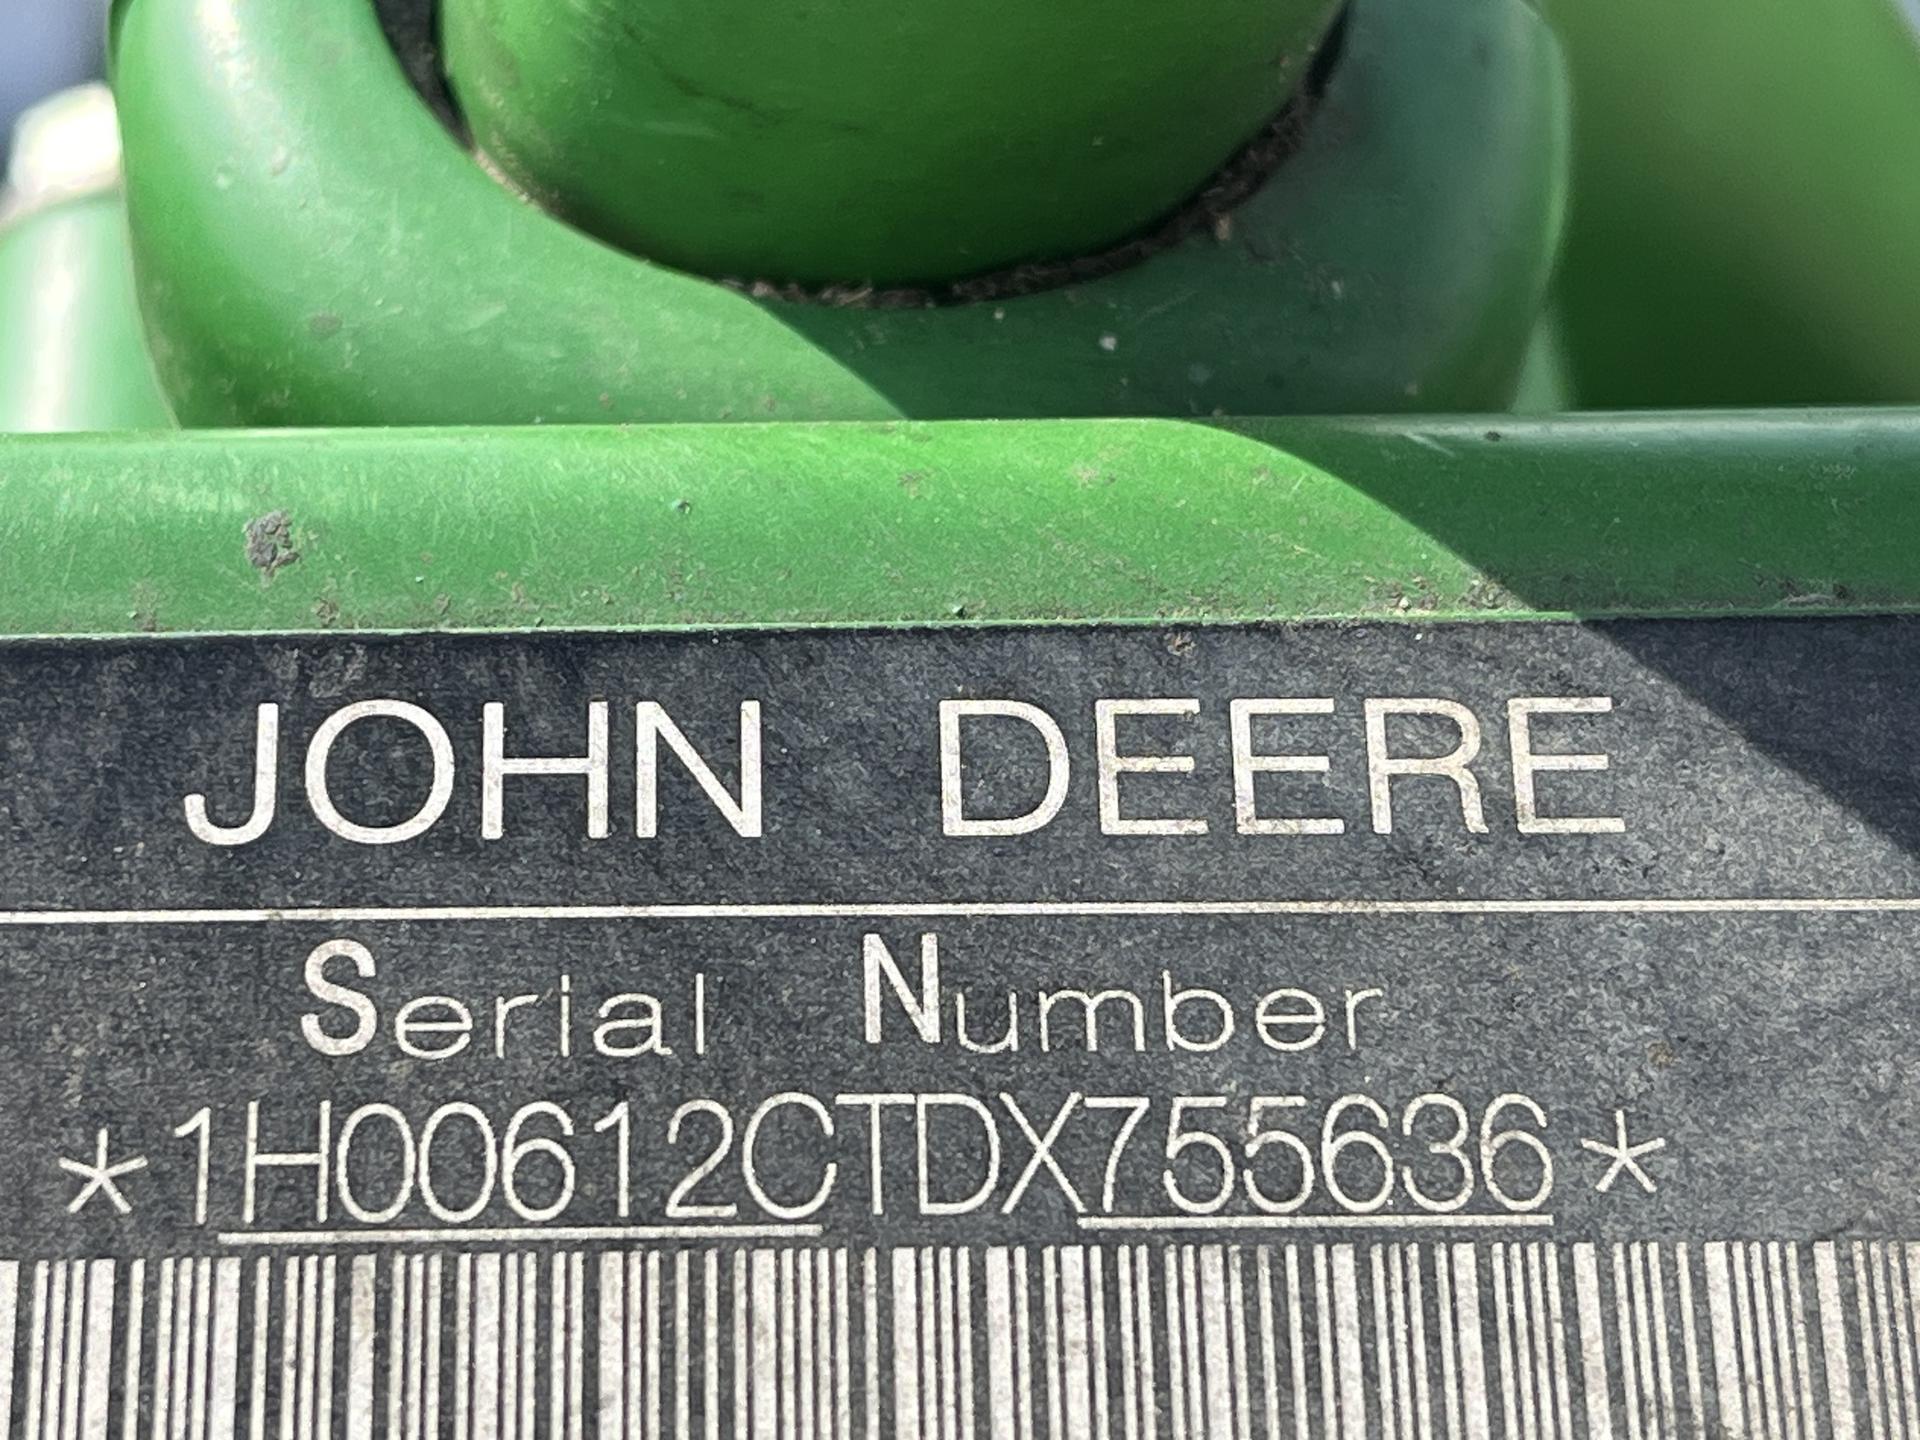 JOHN DEERE
Serial Number
*1H00612CTDX755636*